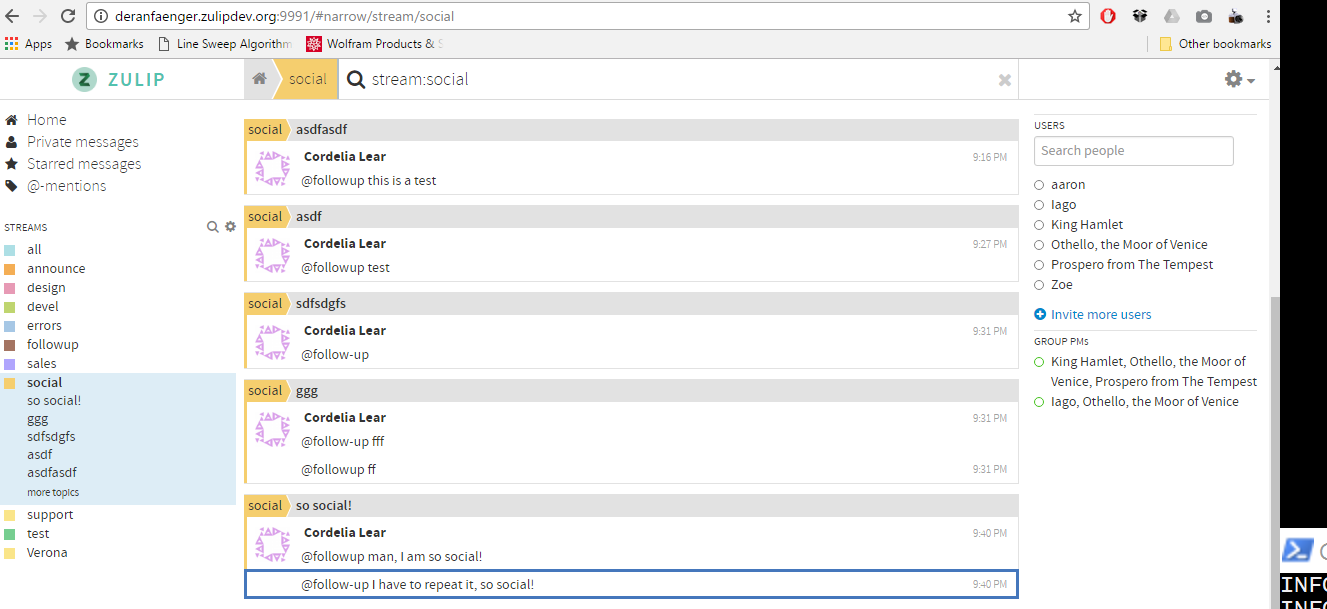 deranfaenger.zulipdev.org:9991/#narrow/stream/social
Apps Bookmarks Line Sweep Algorithm Wolfram Products & S Other bookmarks
ZULIP
social stream:social
Home
Private messages
Starred messages
@-mentions
STREAMS
all
announce
design
devel
errors
followup
sales
social
so social!
ggg
sdfsdgfs
asdf
asdfasdf
more topics
support
test
Verona
social asdfasdf
Cordelia Lear 9:16 PM
@followup this is a test
social asdf
Cordelia Lear 9:27 PM
@followup test
social sdfsdgfs
Cordelia Lear 9:31 PM
@follow-up
social ggg
Cordelia Lear 9:31 PM
@follow-up fff
@followup ff 9:31 PM
social so social!
Cordelia Lear 9:40 PM
@followup man, I am so social!
@follow-up I have to repeat it, so social! 9:40 PM
USERS
Search people
aaron
Iago
King Hamlet
Othello, the Moor of Venice
Prospero from The Tempest
Zoe
Invite more users
GROUP PMs
King Hamlet, Othello, the Moor of
Venice, Prospero from The Tempest
Iago, Othello, the Moor of Venice
INFO
INFO